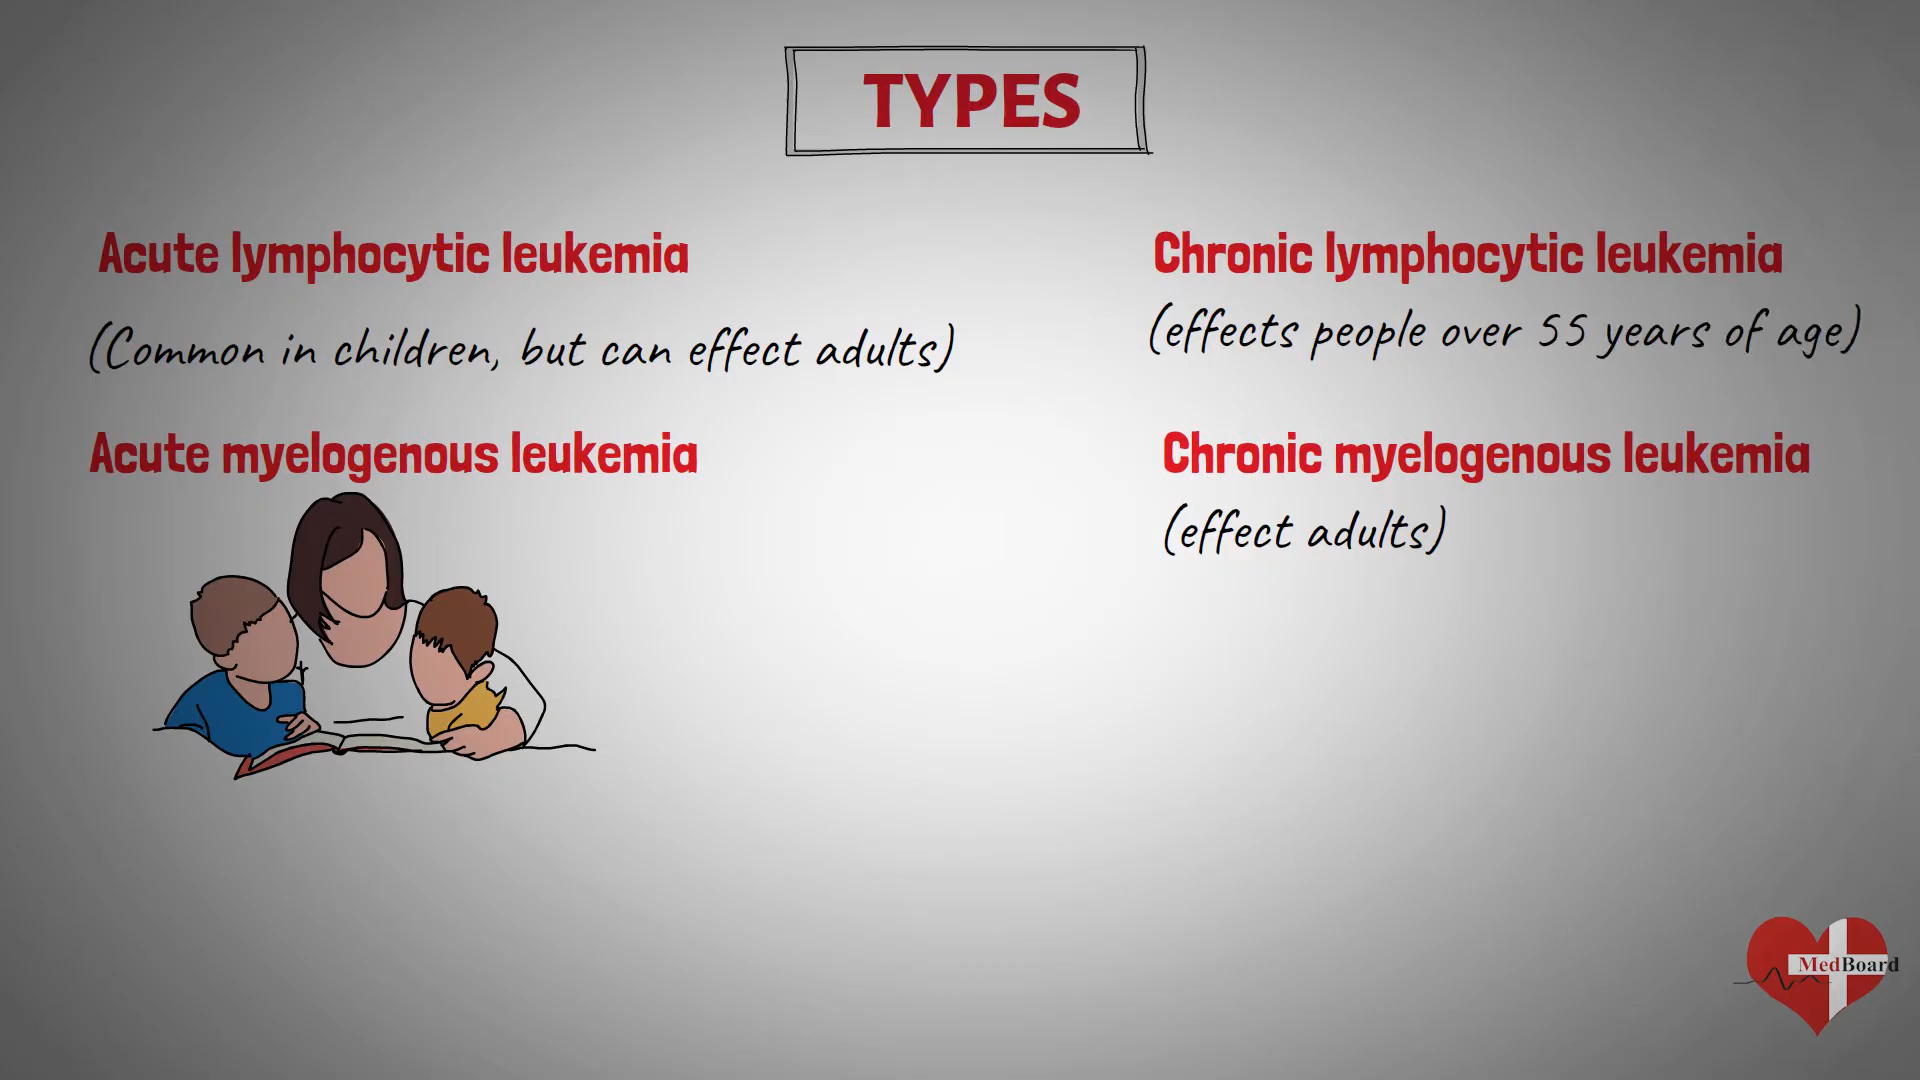 TYPES
Acute lymphocytic leukemia
(Common in children, but can effect adults)
Acute myelogenous leukemia
Chronic lymphocytic leukemia
(effects people over 55 years of age)
Chronic myelogenous leukemia
(effect adults)
MedBoard